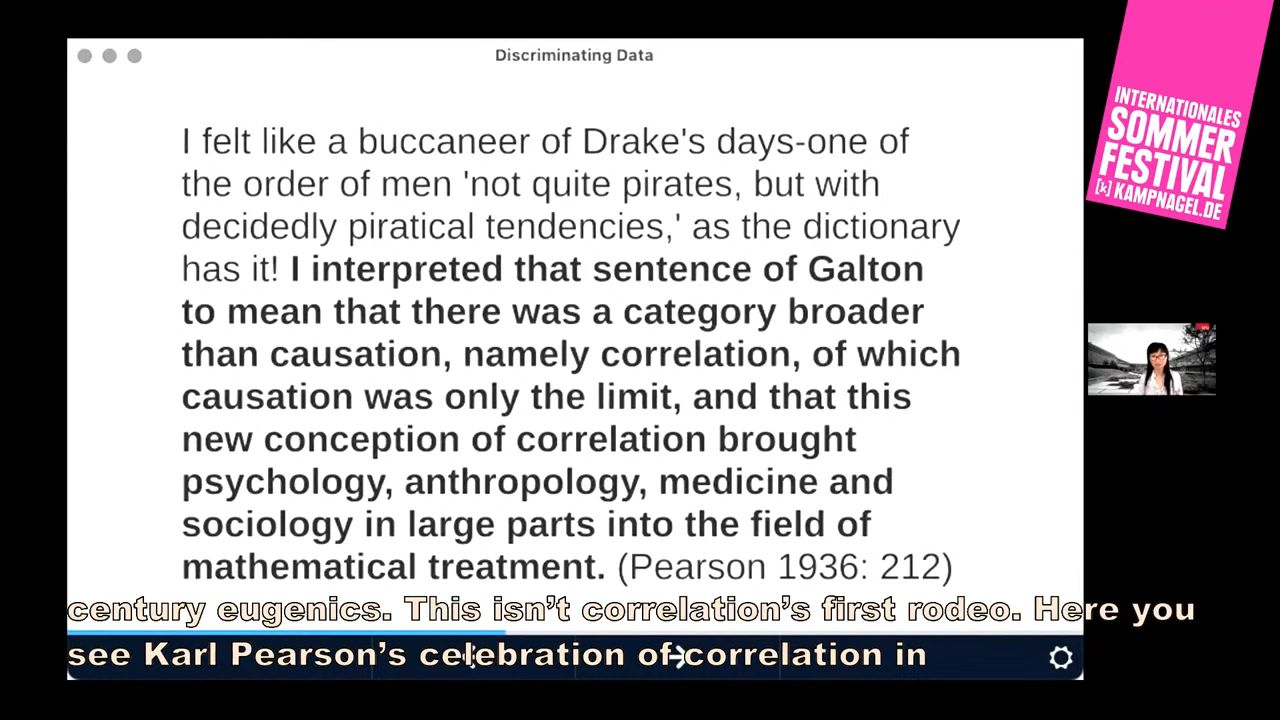 Discriminating Data
I felt like a buccaneer of Drake's days-one of
the order of men 'not quite pirates, but with
decidedly piratical tendencies,' as the dictionary
has it! I interpreted that sentence of Galton
to mean that there was a category broader
than causation, namely correlation, of which
causation was only the limit, and that this
new conception of correlation brought
psychology, anthropology, medicine and
sociology in large parts into the field of
mathematical treatment. (Pearson 1936: 212)
century eugenics. This isn’t correlation’s first rodeo. Here you
see Karl Pearson’s celebration of correlation in
INTERNATIONALES
SOMMER
FESTIVAL
[k] KAMPNAGEL.DE